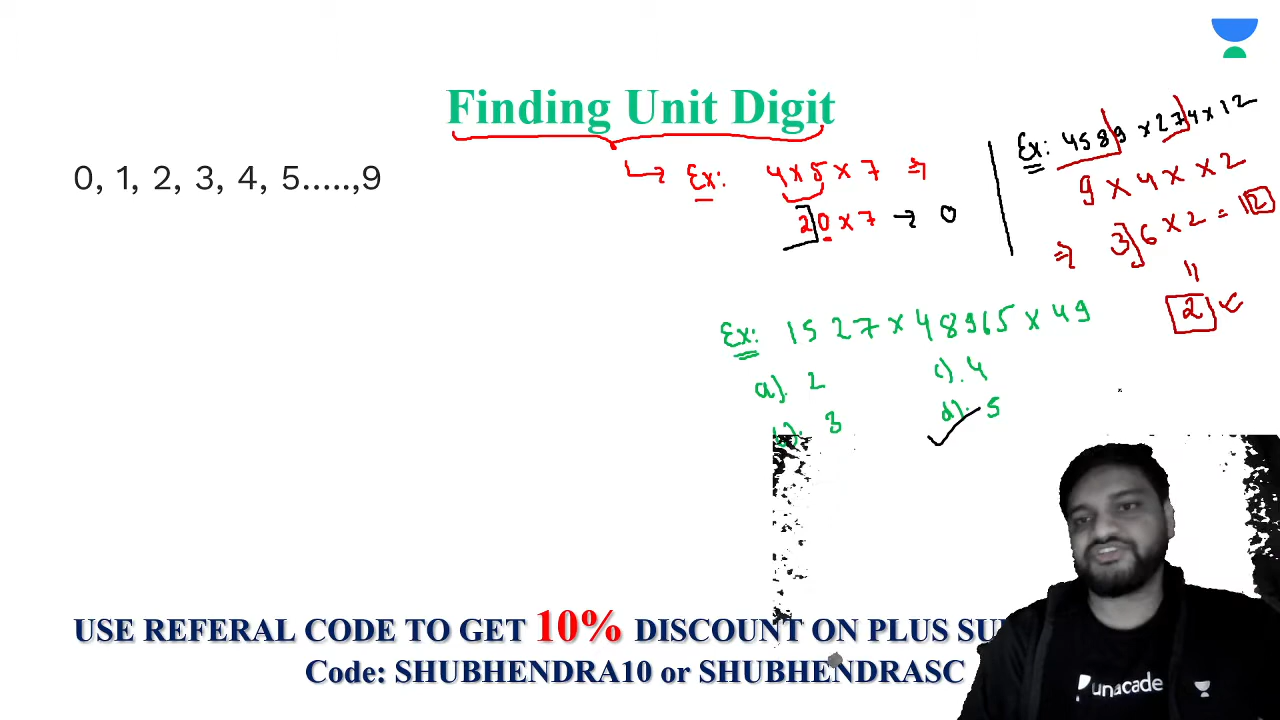 Finding Unit Digit
0, 1, 2, 3, 4, 5.....,9
Ex: 4 x 5 x 7 ⇒
20 x 7 → 0
Ex: 4589 x 274 x 12
9 x 4 x x 2
⇒ 36 x 2 = 12
=
2
Ex: 1527 x 48965 x 49
a). 2 c). 4
b). 3 d). 5
USE REFERAL CODE TO GET 10% DISCOUNT ON PLUS SU
Code: SHUBHENDRA10 or SHUBHENDRASC
unacade